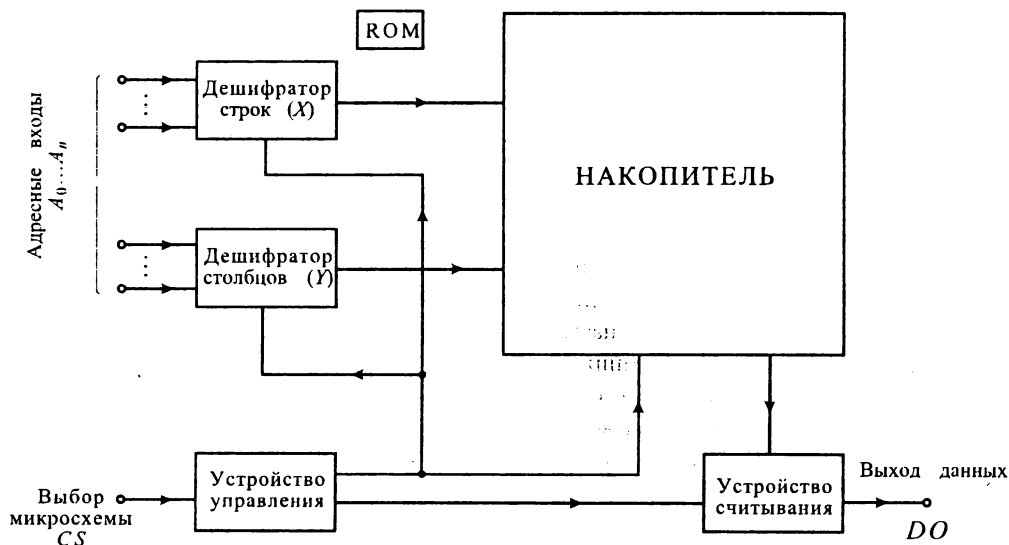 ROM
Адресные входы
A₀...Aₙ
Дешифратор
строк (X)
НАКОПИТЕЛЬ
Дешифратор
столбцов (Y)
Выбор
микросхемы
CS
Устройство
управления
Устройство
считывания
Выход данных
DO